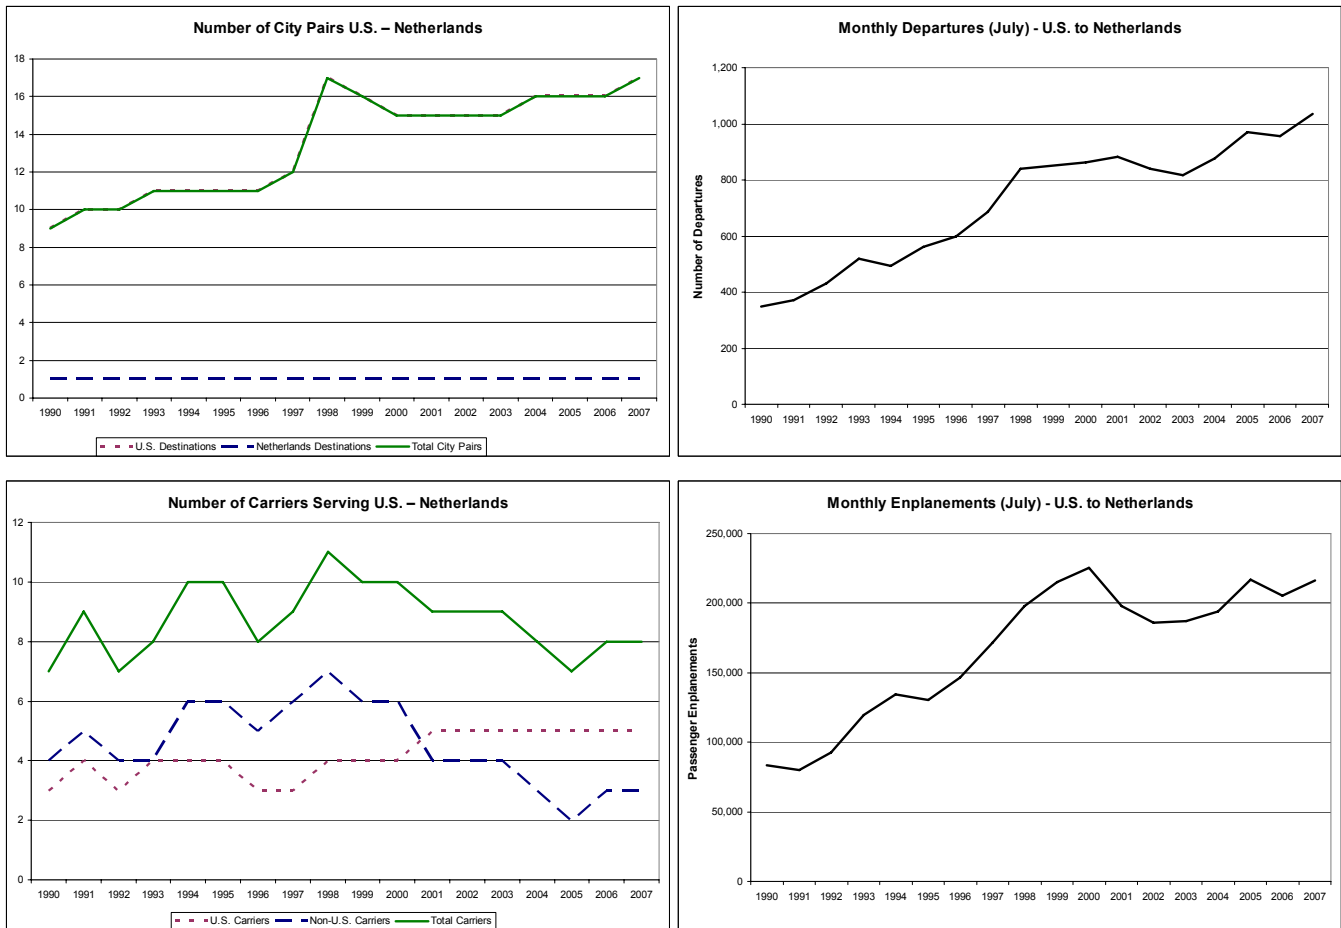 Number of City Pairs U.S. – Netherlands
18
16
14
12
10
8
6
4
2
0
1990 1991 1992 1993 1994 1995 1996 1997 1998 1999 2000 2001 2002 2003 2004 2005 2006 2007
U.S. Destinations Netherlands Destinations Total City Pairs
Monthly Departures (July) - U.S. to Netherlands
Number of Departures
1,200
1,000
800
600
400
200
0
1990 1991 1992 1993 1994 1995 1996 1997 1998 1999 2000 2001 2002 2003 2004 2005 2006 2007
Number of Carriers Serving U.S. – Netherlands
12
10
8
6
4
2
0
1990 1991 1992 1993 1994 1995 1996 1997 1998 1999 2000 2001 2002 2003 2004 2005 2006 2007
U.S. Carriers Non-U.S. Carriers Total Carriers
Monthly Enplanements (July) - U.S. to Netherlands
Passenger Enplanements
250,000
200,000
150,000
100,000
50,000
0
1990 1991 1992 1993 1994 1995 1996 1997 1998 1999 2000 2001 2002 2003 2004 2005 2006 2007